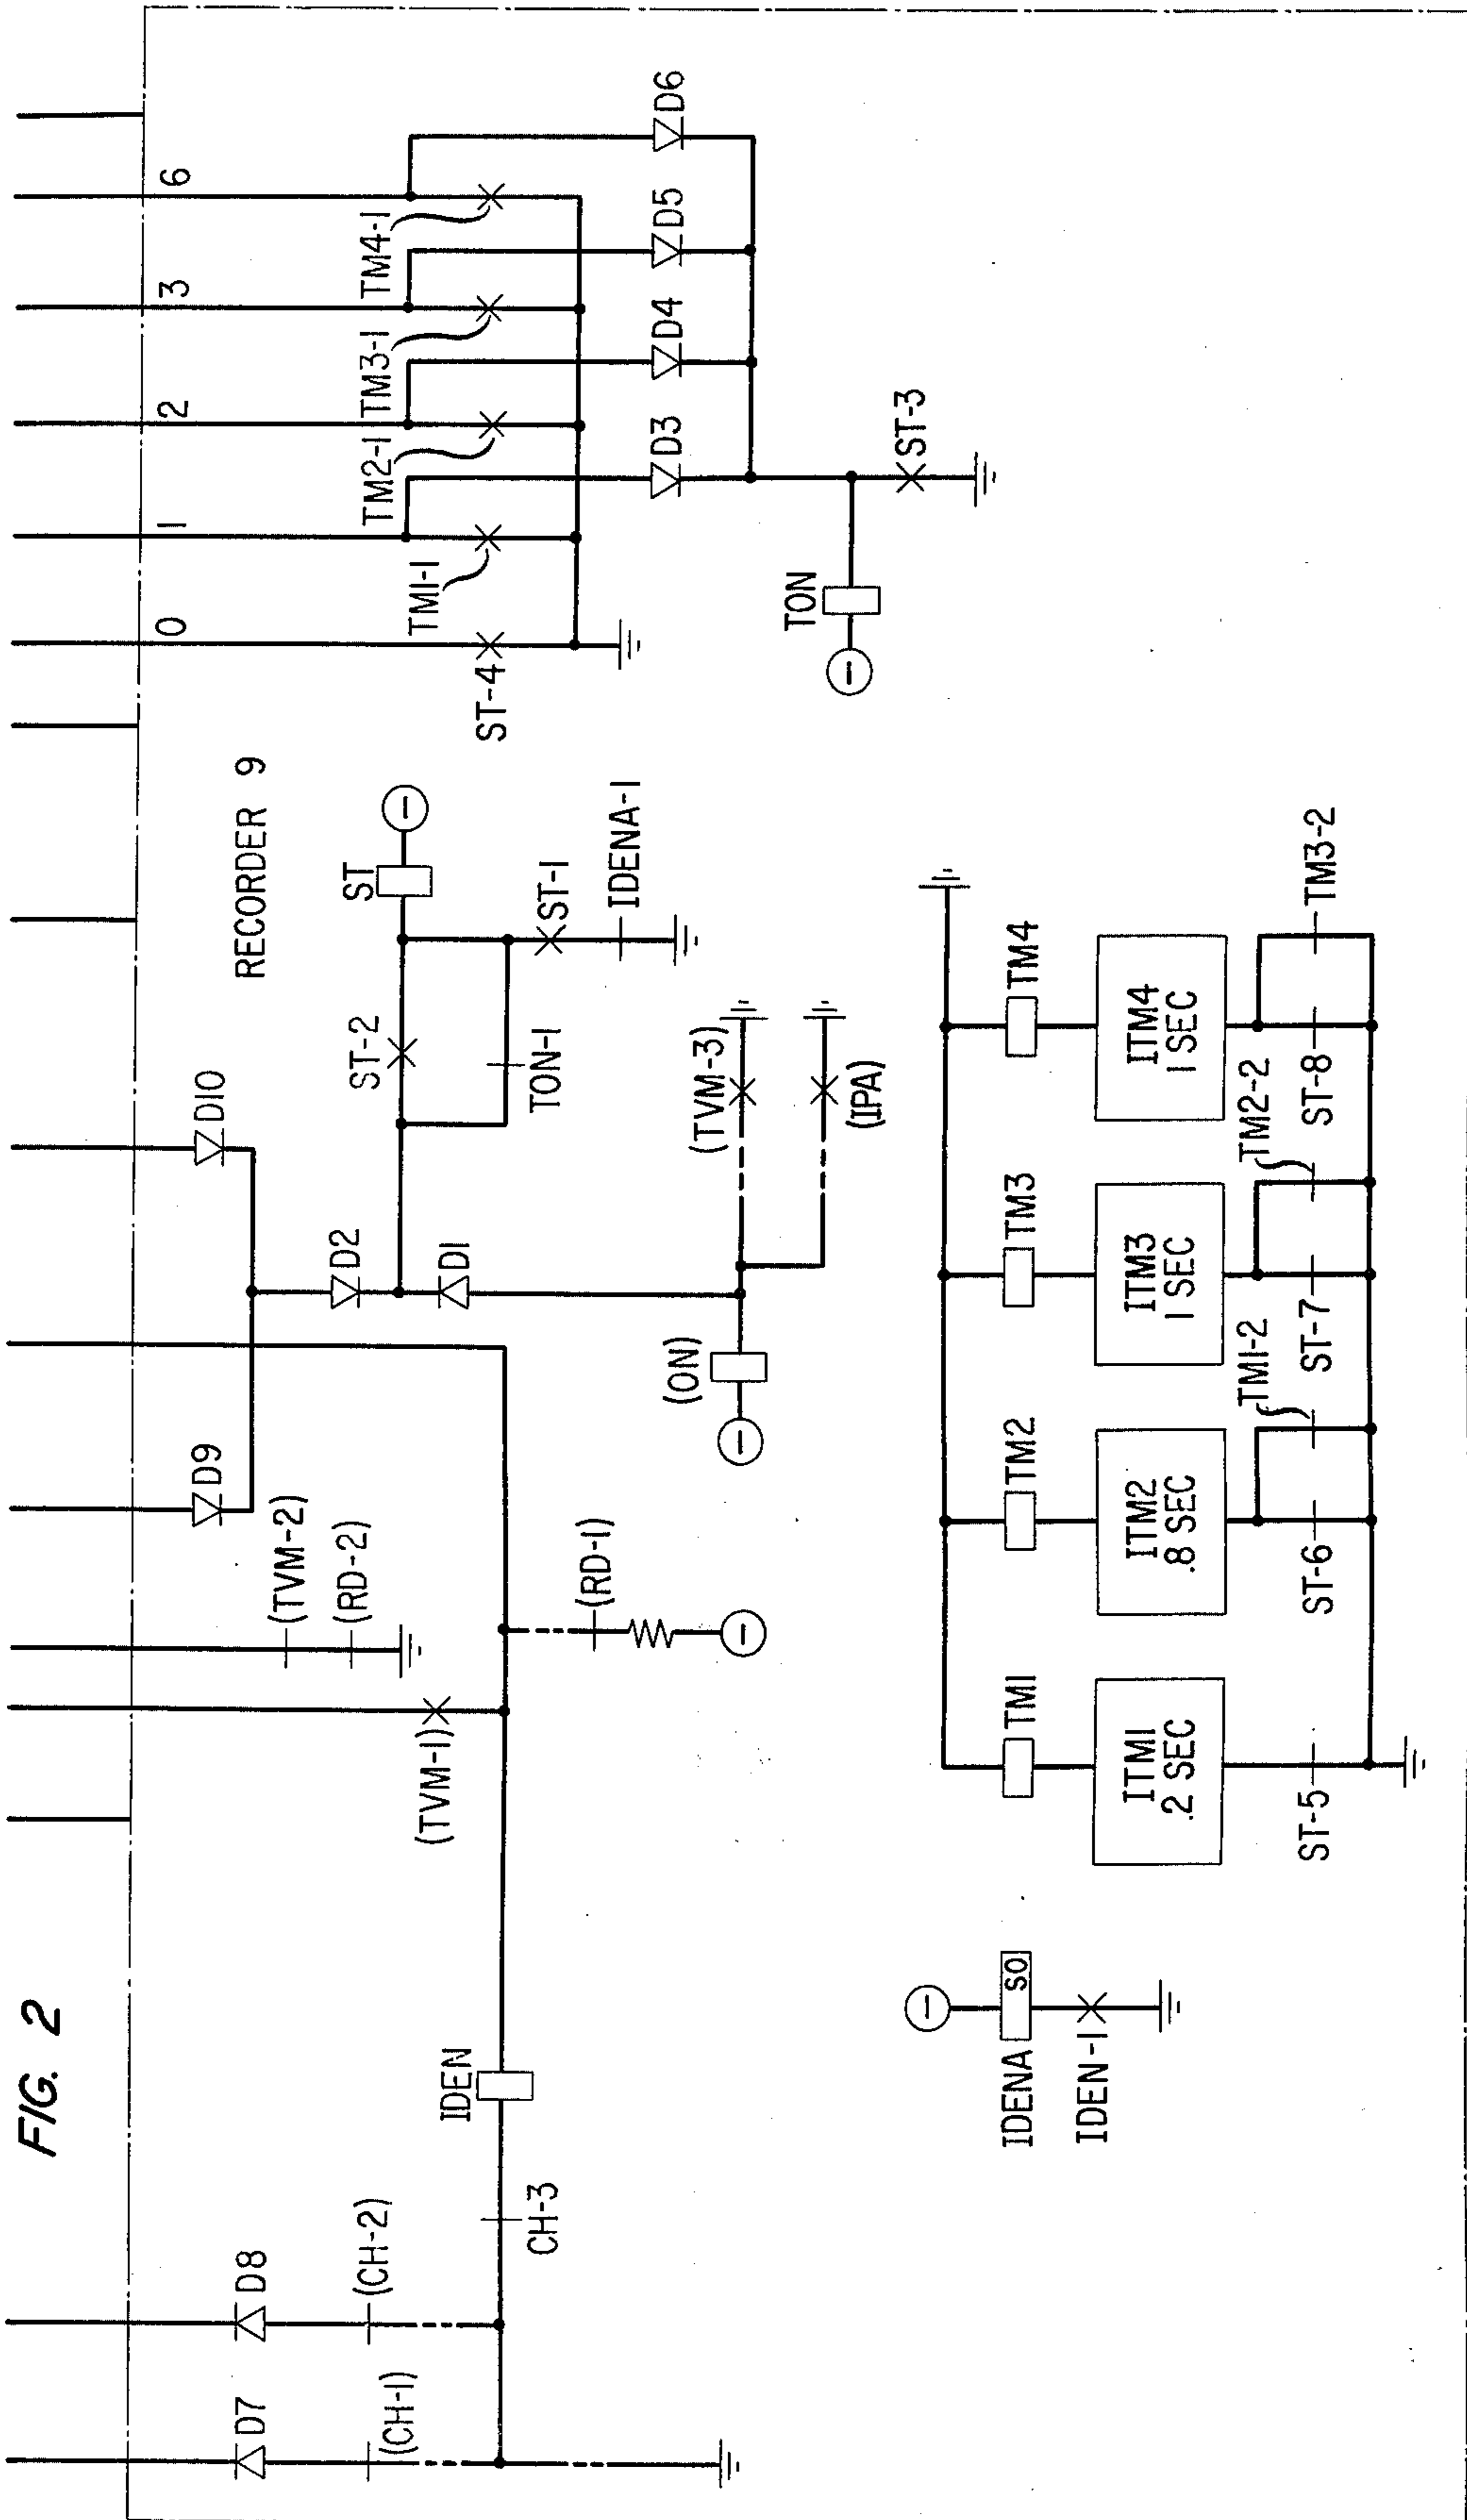 FIG. 2
RECORDER 9
0
1
2
3
6
D7
(CH-1)
D8
(CH-2)
CH-3
IDEN
(TVM-1)
(TVM-2)
(RD-2)
(RD-1)
D9
D10
D2
D1
ST-2
TON-1
ST
ST-1
IDENA-1
(ON)
(TVM-3)
(IPA)
ST-4
TM1-1
TM2-1
TM3-1
TM4-1
D3
D4
D5
D6
TON
ST-3
IDENA
SO
IDEN-1
TM1
ITM1
.2 SEC
ST-5
TM2
ITM2
.8 SEC
ST-6
TM1-2
TM3
ITM3
1 SEC
ST-7
TM2-2
TM4
ITM4
1 SEC
ST-8
TM3-2